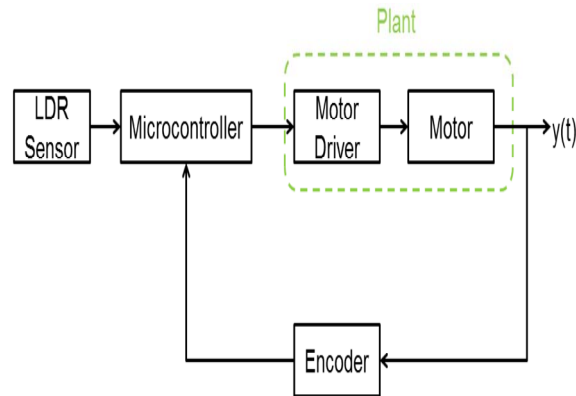 Plant
LDR
Sensor
Microcontroller
Motor
Driver
Motor
y(t)
Encoder